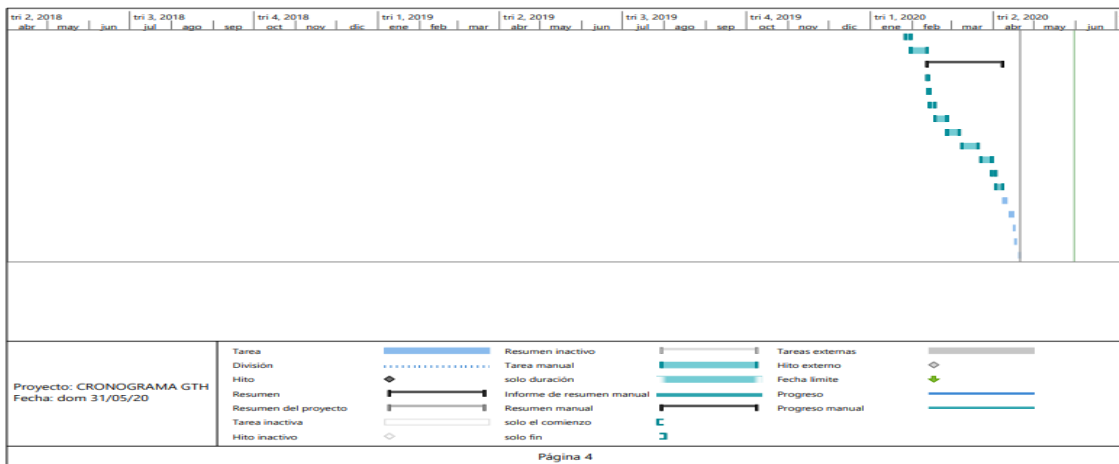 tri 2, 2018 tri 3, 2018 tri 4, 2018 tri 1, 2019 tri 2, 2019 tri 3, 2019 tri 4, 2019 tri 1, 2020 tri 2, 2020
abr may jun jul ago sep oct nov dic ene feb mar abr may jun jul ago sep oct nov dic ene feb mar abr may jun
Proyecto: CRONOGRAMA GTH
Fecha: dom 31/05/20
Tarea
División
Hito
Resumen
Resumen del proyecto
Tarea inactiva
Hito inactivo
Resumen inactivo
Tarea manual
solo duración
Informe de resumen manual
Resumen manual
solo el comienzo
solo fin
Tareas externas
Hito externo
Fecha límite
Progreso
Progreso manual
Página 4